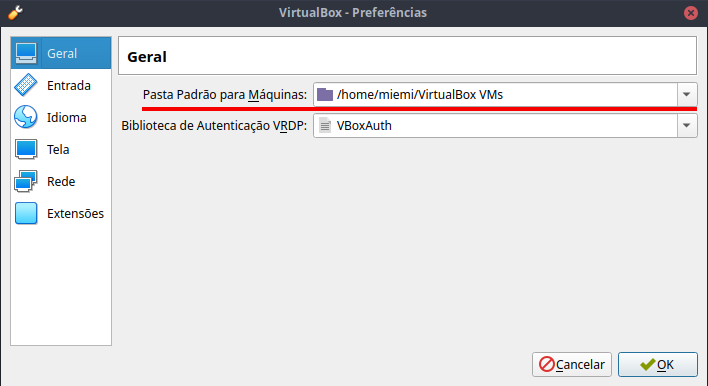 VirtualBox - Preferências
Geral
Entrada
Idioma
Tela
Rede
Extensões
Geral
Pasta Padrão para Máquinas: /home/miemi/VirtualBox VMs
Biblioteca de Autenticação VRDP: VBoxAuth
Cancelar OK